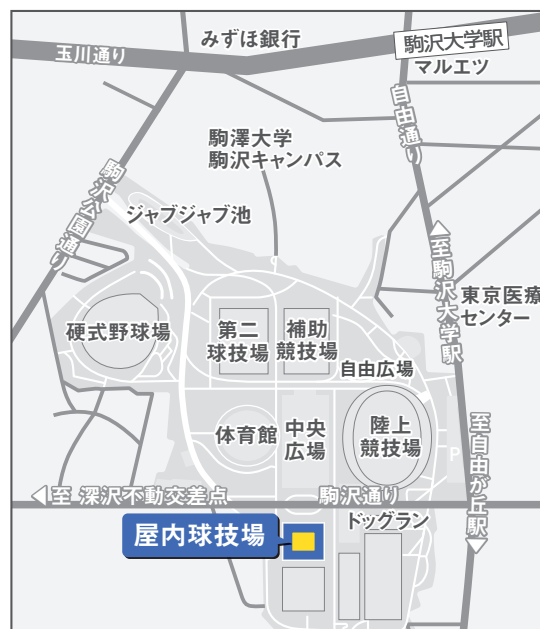 みずほ銀行
駒沢大学駅
マルエツ
玉川通り
自由通り
駒澤大学
駒沢キャンパス
駒沢公園通り
ジャブジャブ池
至駒沢大学駅
東京医療
センター
硬式野球場
第二
球技場
補助
競技場
自由広場
体育館
中央
広場
陸上
競技場
P
至自由が丘駅
至 深沢不動交差点
駒沢通り
屋内球技場
ドッグラン